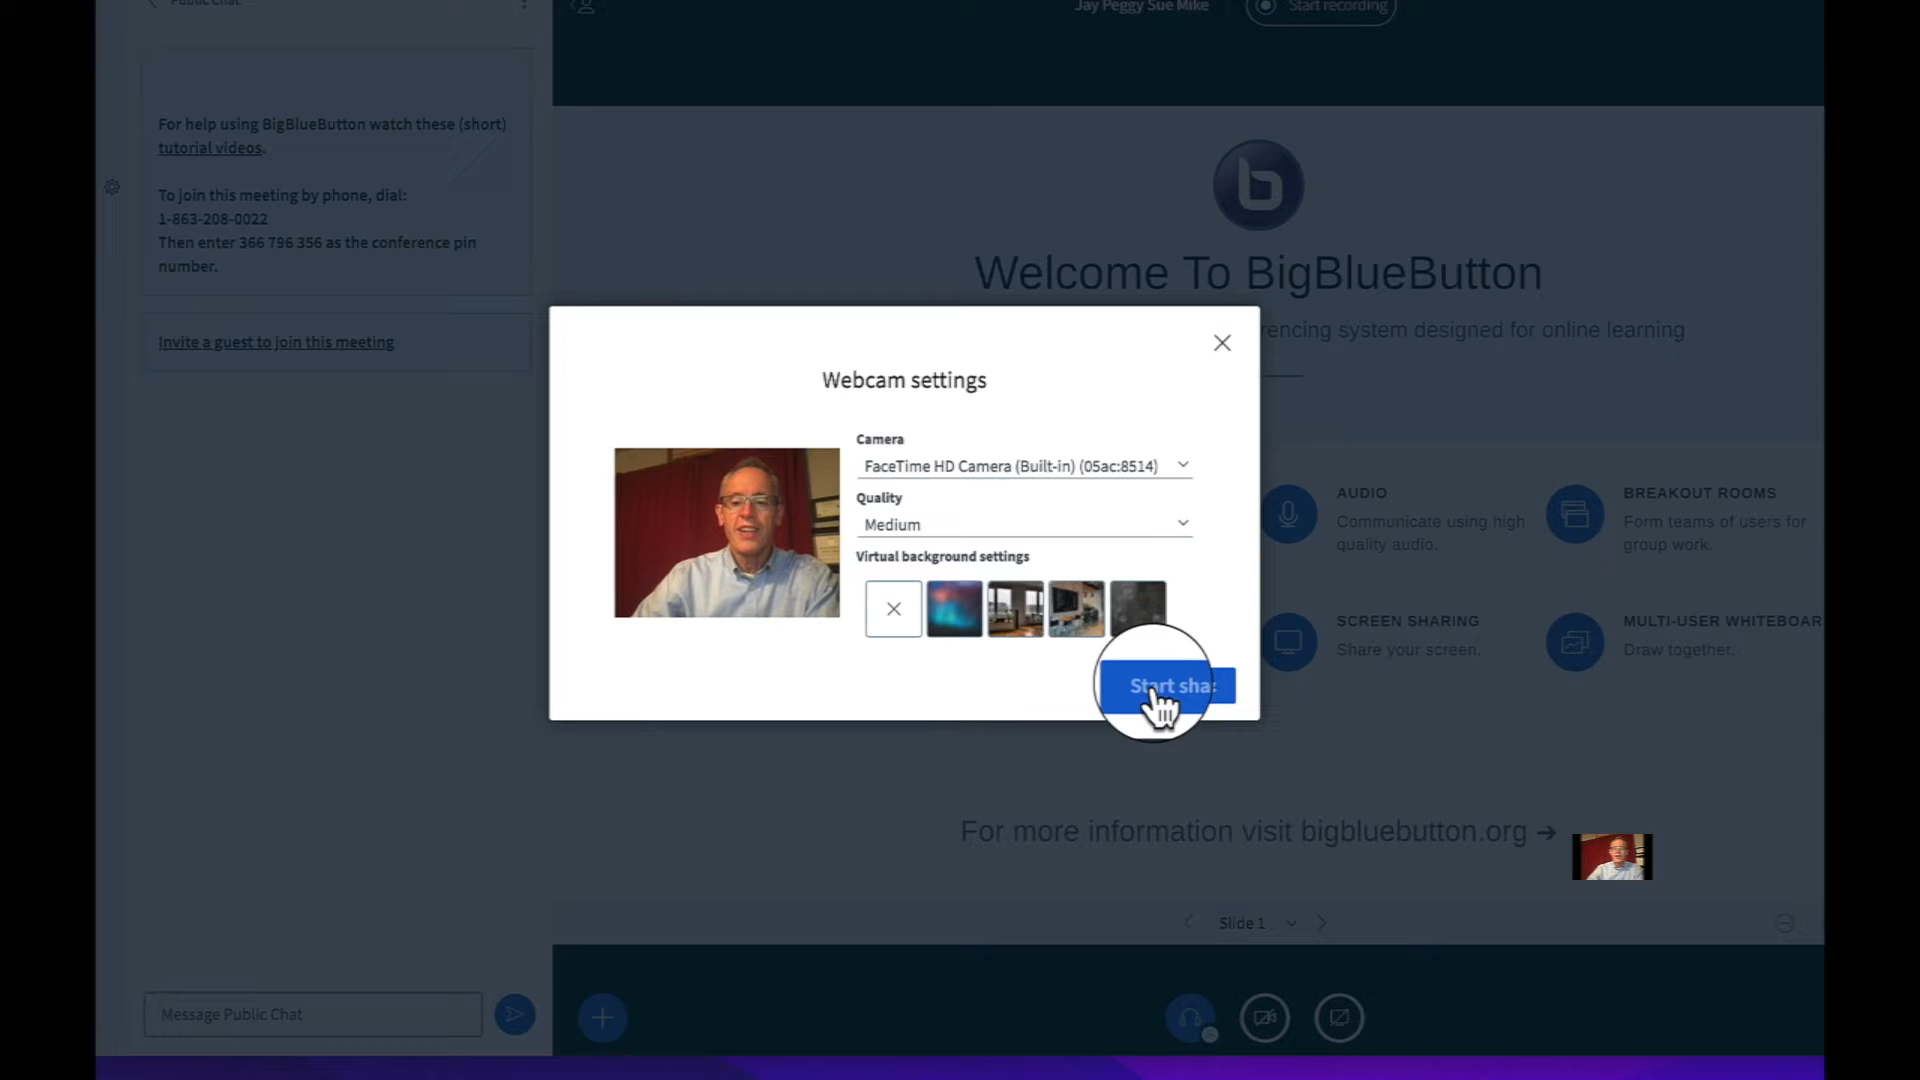 Public Chat
Jay Peggy Sue Mike
Start recording
For help using BigBlueButton watch these (short)
tutorial videos.
To join this meeting by phone, dial:
1-863-208-0022
Then enter 366 796 356 as the conference pin
number.
Invite a guest to join this meeting
Welcome To BigBlueButton
rencing system designed for online learning
Webcam settings
Camera
FaceTime HD Camera (Built-in) (05ac:8514)
Quality
Medium
Virtual background settings
Start sha
AUDIO
Communicate using high
quality audio.
BREAKOUT ROOMS
Form teams of users for
group work.
SCREEN SHARING
Share your screen.
MULTI-USER WHITEBOAR
Draw together.
For more information visit bigbluebutton.org →
Slide 1
Message Public Chat